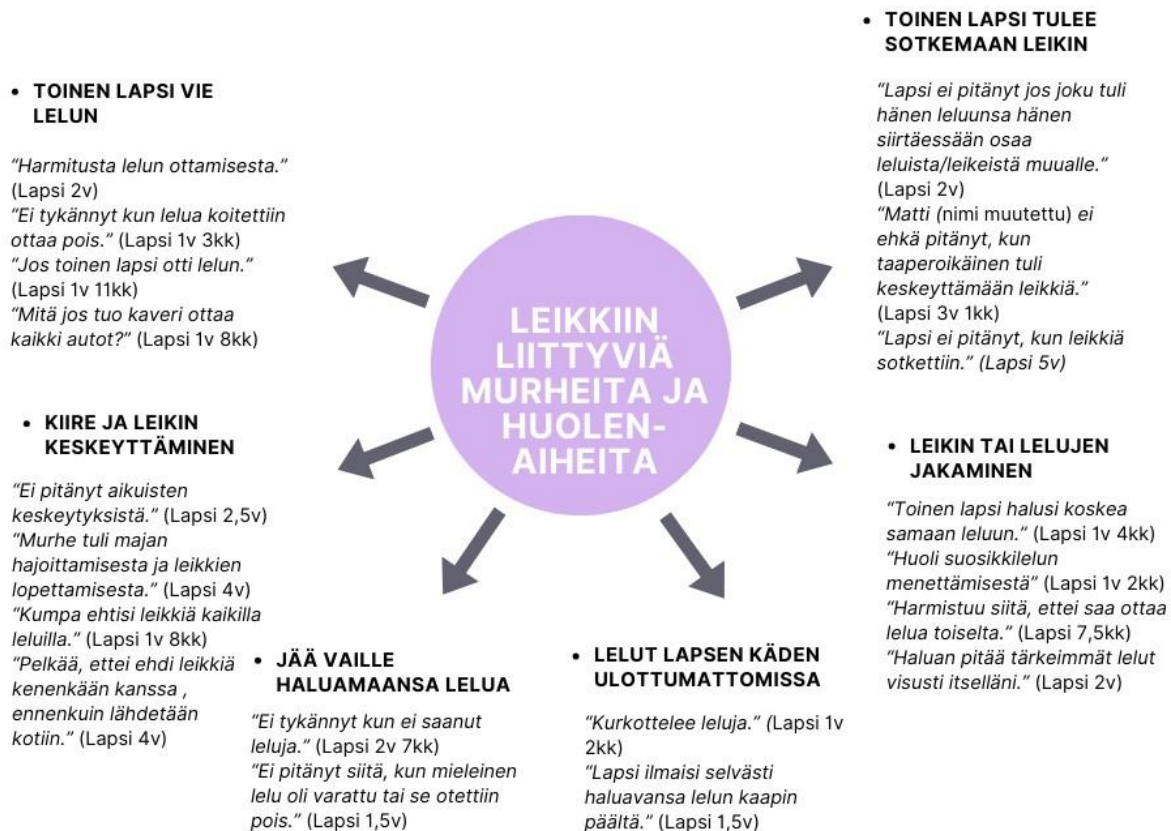 • TOINEN LAPSI VIE
LELUN
“Harmitusta lelun ottamisesta.”
(Lapsi 2v)
“Ei tykännyt kun lelua koitettiin
ottaa pois.” (Lapsi 1v 3kk)
“Jos toinen lapsi otti lelun.”
(Lapsi 1v 11kk)
“Mitä jos tuo kaveri ottaa
kaikki autot?” (Lapsi 1v 8kk)
• TOINEN LAPSI TULEE
SOTKEMAAN LEIKIN
“Lapsi ei pitänyt jos joku tuli
hänen leluunsa hänen
siirtäessään osaa
leluista/leikeistä muualle.”
(Lapsi 2v)
“Matti (nimi muutettu) ei
ehkä pitänyt, kun
taaperoikäinen tuli
keskeyttämään leikkiä.”
(Lapsi 3v 1kk)
“Lapsi ei pitänyt, kun leikkiä
sotkettiin.” (Lapsi 5v)
LEIKKIIN
LIITTYVIÄ
MURHEITA JA
HUOLEN-
AIHEITA
• KIIRE JA LEIKIN
KESKEYTTÄMINEN
“Ei pitänyt aikuisten
keskeytyksistä.” (Lapsi 2,5v)
“Murhe tuli majan
hajoittamisesta ja leikkien
lopettamisesta.” (Lapsi 4v)
“Kumpa ehtisi leikkiä kaikilla
leluilla.” (Lapsi 1v 8kk)
“Pelkää, ettei ehdi leikkiä
kenenkään kanssa ,
ennenkuin lähdetään
kotiin.” (Lapsi 4v)
• JÄÄ VAILLE
HALUAMAANSA LELUA
“Ei tykännyt kun ei saanut
leluja.” (Lapsi 2v 7kk)
“Ei pitänyt siitä, kun mieleinen
lelu oli varattu tai se otettiin
pois.” (Lapsi 1,5v)
• LELUT LAPSEN KÄDEN
ULOTTUMATTOMISSA
“Kurkottelee leluja.” (Lapsi 1v
2kk)
“Lapsi ilmaisi selvästi
haluavansa lelun kaapin
päältä.” (Lapsi 1,5v)
• LEIKIN TAI LELUJEN
JAKAMINEN
“Toinen lapsi halusi koskea
samaan leluun.” (Lapsi 1v 4kk)
“Huoli suosikkilelun
menettämisestä” (Lapsi 1v 2kk)
“Harmistuu siitä, ettei saa ottaa
lelua toiselta.” (Lapsi 7,5kk)
“Haluan pitää tärkeimmät lelut
visusti itselläni.” (Lapsi 2v)